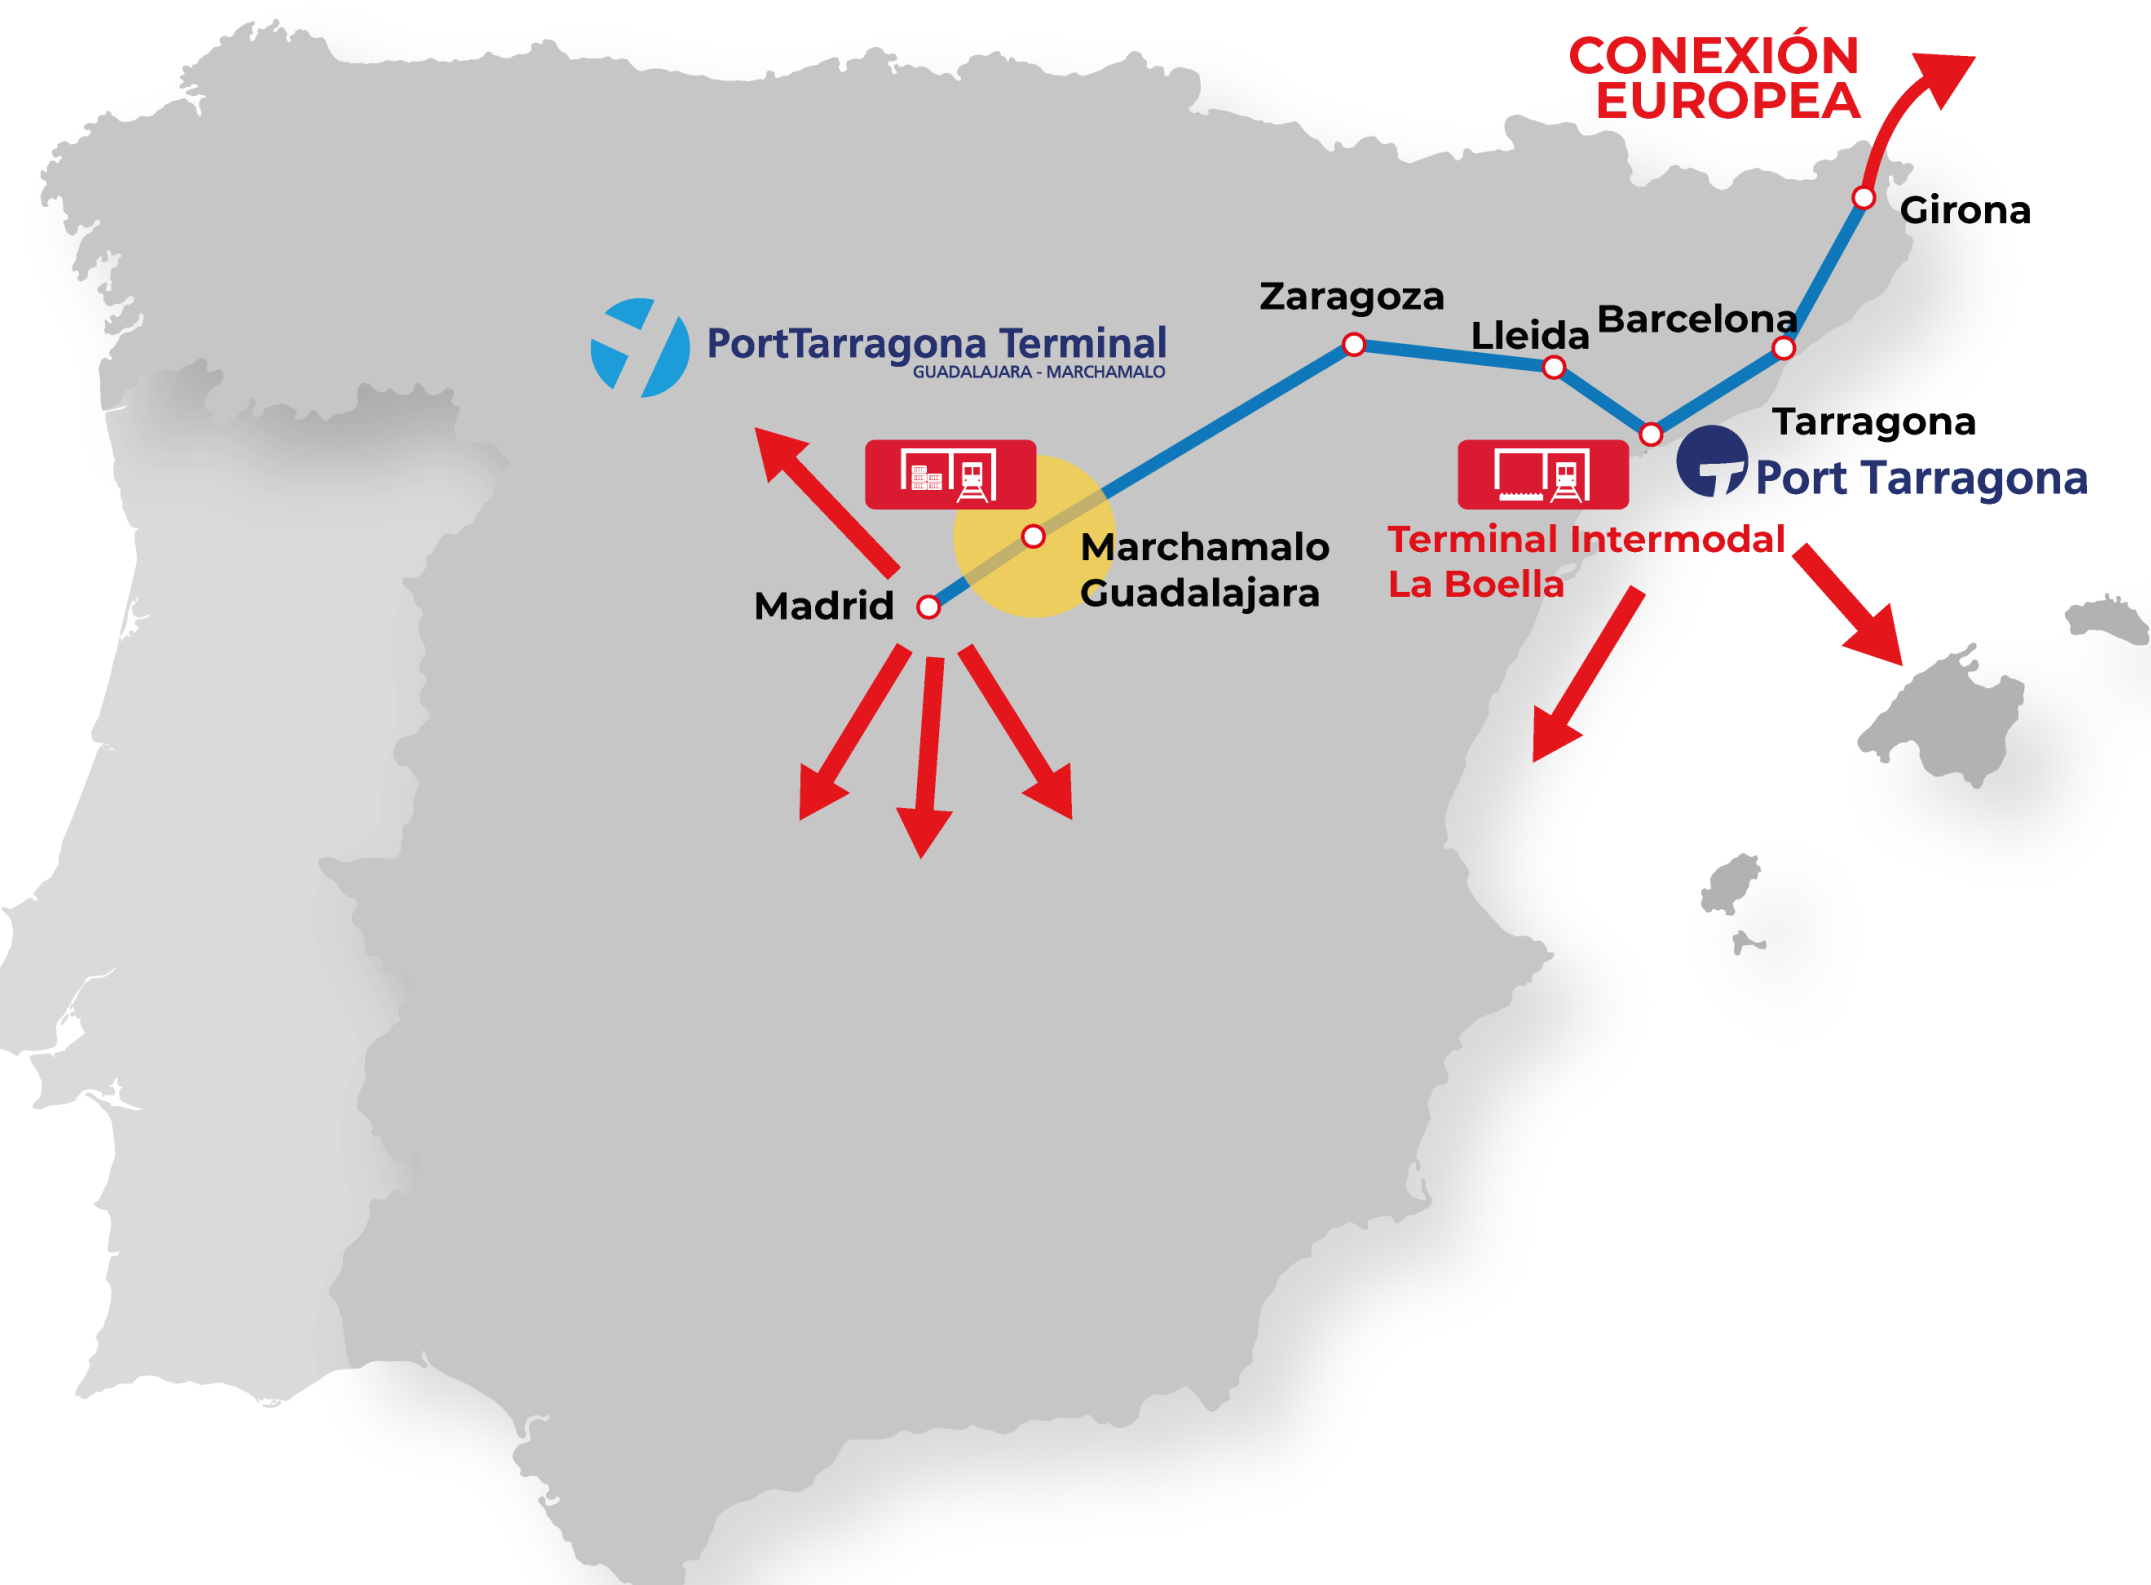 CONEXIÓN
EUROPEA
Girona
Zaragoza
Lleida
Barcelona
PortTarragona Terminal
GUADALAJARA - MARCHAMALO
Tarragona
Port Tarragona
Marchamalo
Guadalajara
Terminal Intermodal
La Boella
Madrid